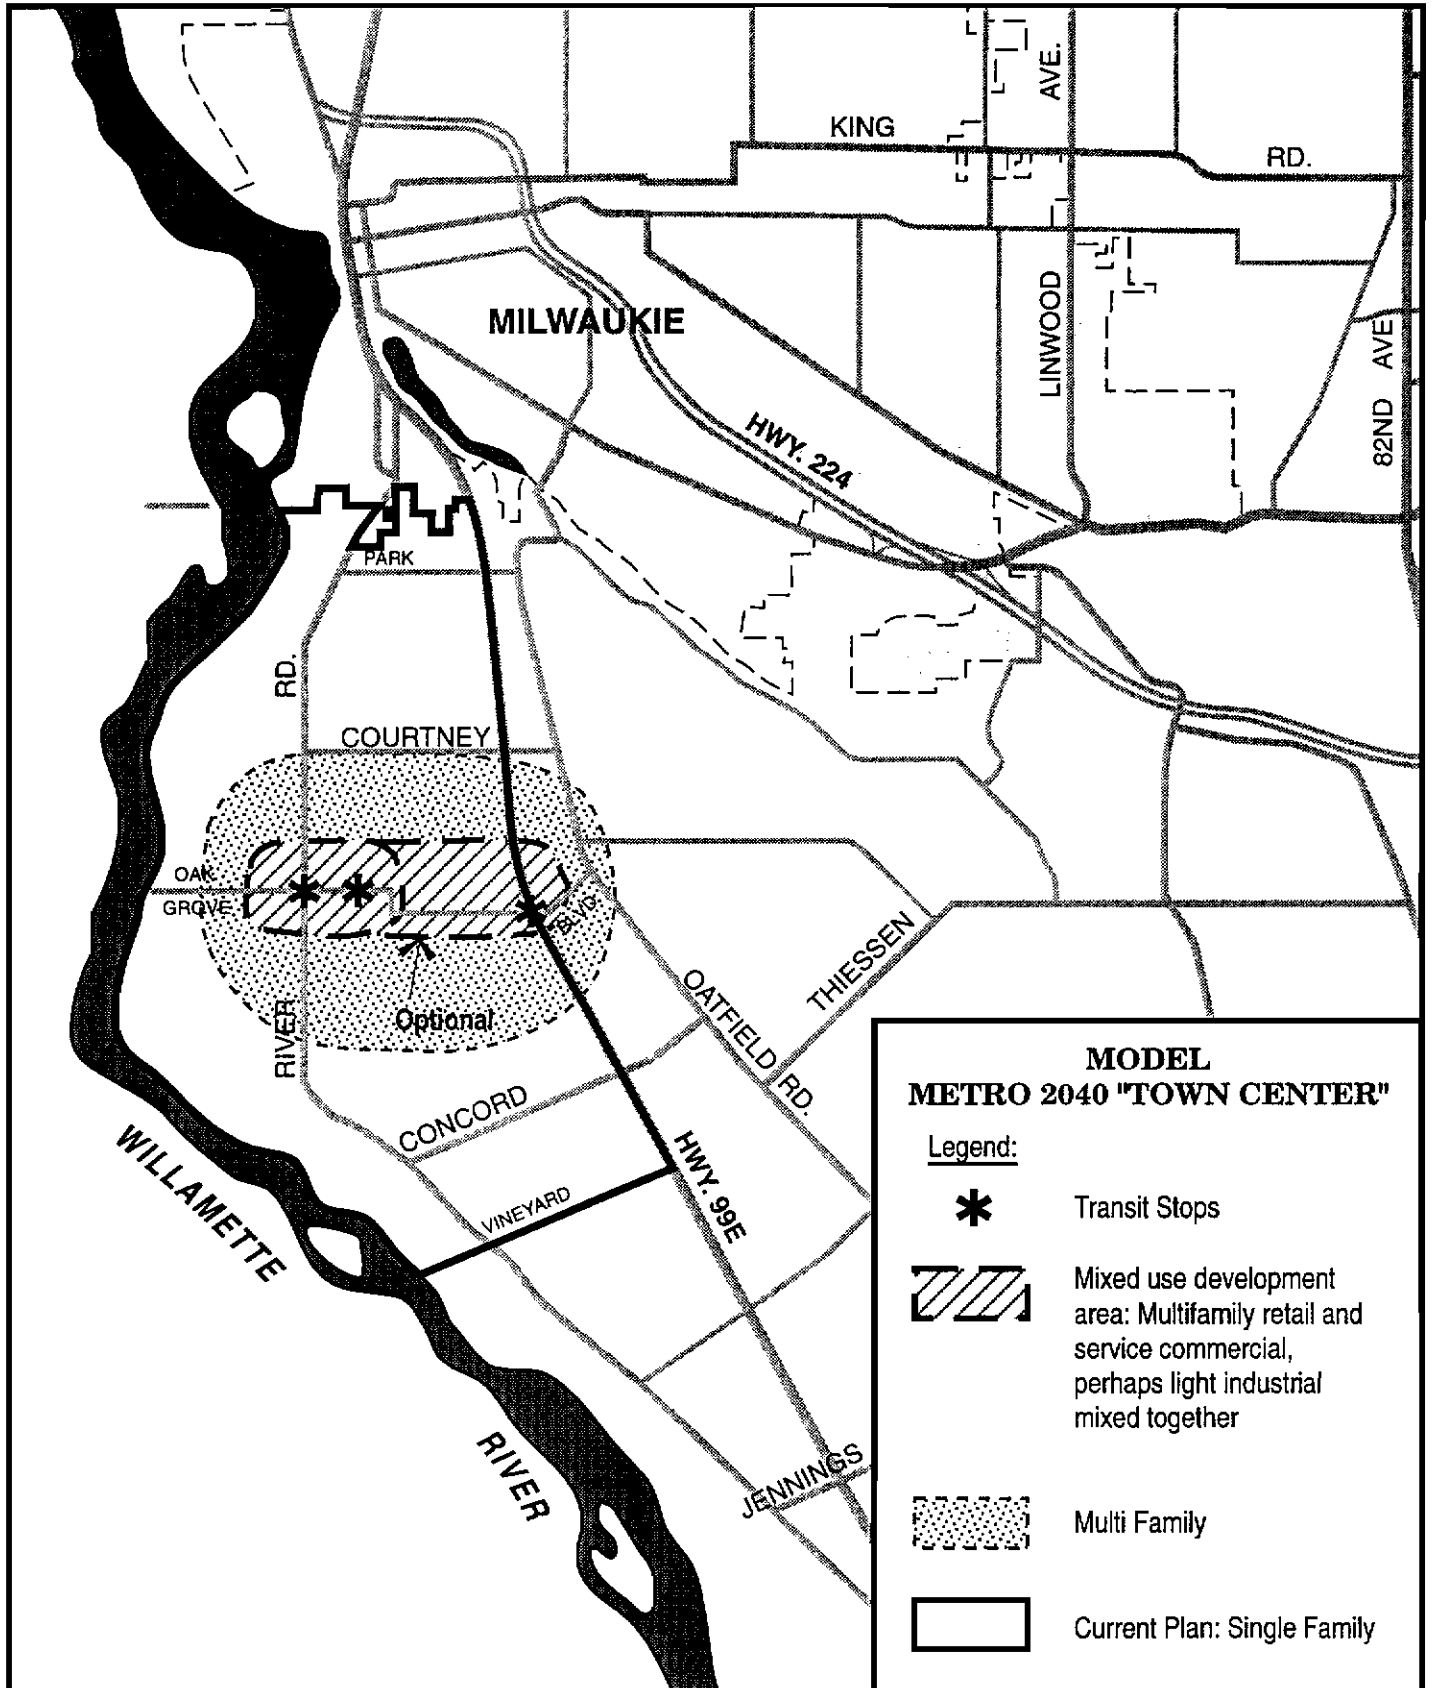 KING
RD.
AVE.
MILWAUKIE
LINWOOD
82ND AVE
HWY. 224
PARK
RD.
COURTNEY
OAK
GROVE
BLVD
Optional
RIVER
OATFIELD RD.
THIESSEN
CONCORD
VINEYARD
HWY. 99E
WILLAMETTE
RIVER
JENNINGS
MODEL
METRO 2040 "TOWN CENTER"
Legend:
Transit Stops
Mixed use development
area: Multifamily retail and
service commercial,
perhaps light industrial
mixed together
Multi Family
Current Plan: Single Family